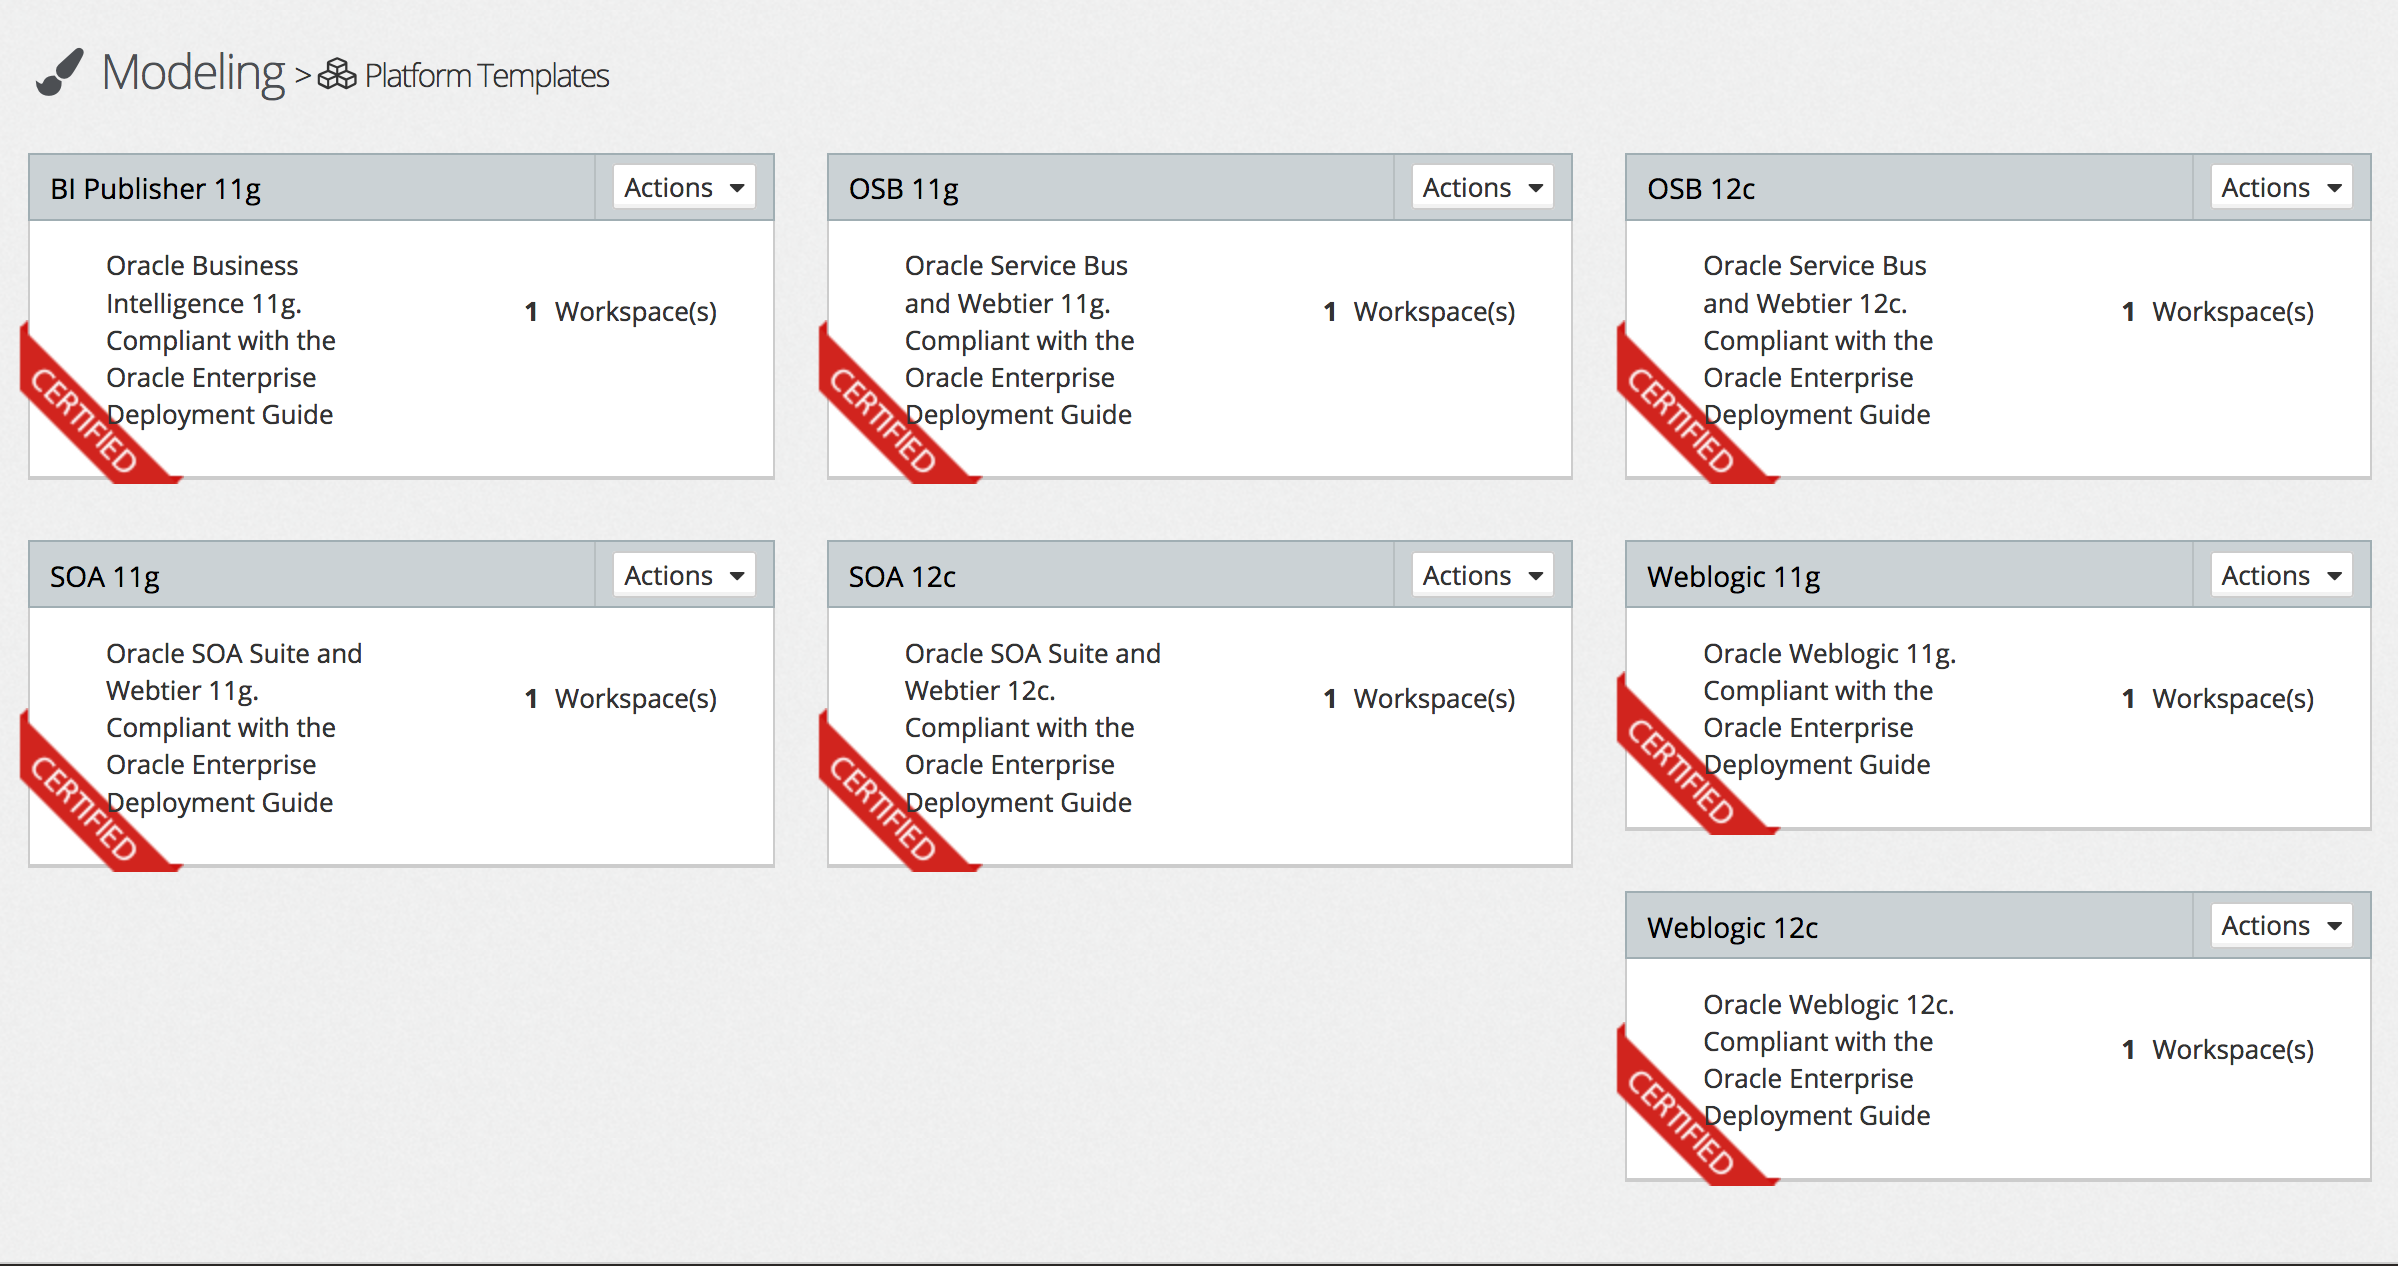 Modeling > Platform Templates
BI Publisher 11g
Actions
Oracle Business
Intelligence 11g.
Compliant with the
Oracle Enterprise
Deployment Guide
1 Workspace(s)
CERTIFIED
OSB 11g
Actions
Oracle Service Bus
and Webtier 11g.
Compliant with the
Oracle Enterprise
Deployment Guide
1 Workspace(s)
CERTIFIED
OSB 12c
Actions
Oracle Service Bus
and Webtier 12c.
Compliant with the
Oracle Enterprise
Deployment Guide
1 Workspace(s)
CERTIFIED
SOA 11g
Actions
Oracle SOA Suite and
Webtier 11g.
Compliant with the
Oracle Enterprise
Deployment Guide
1 Workspace(s)
CERTIFIED
SOA 12c
Actions
Oracle SOA Suite and
Webtier 12c.
Compliant with the
Oracle Enterprise
Deployment Guide
1 Workspace(s)
CERTIFIED
Weblogic 11g
Actions
Oracle Weblogic 11g.
Compliant with the
Oracle Enterprise
Deployment Guide
1 Workspace(s)
CERTIFIED
Weblogic 12c
Actions
Oracle Weblogic 12c.
Compliant with the
Oracle Enterprise
Deployment Guide
1 Workspace(s)
CERTIFIED